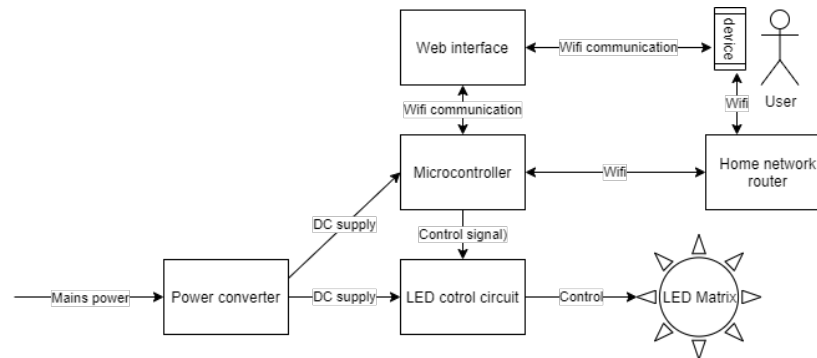 Web interface
Wifi communication
device
User
Wifi communication
Wifi
Microcontroller
Wifi
Home network
router
DC supply
Control signal)
Mains power
Power converter
DC supply
LED cotrol circuit
Control
LED Matrix